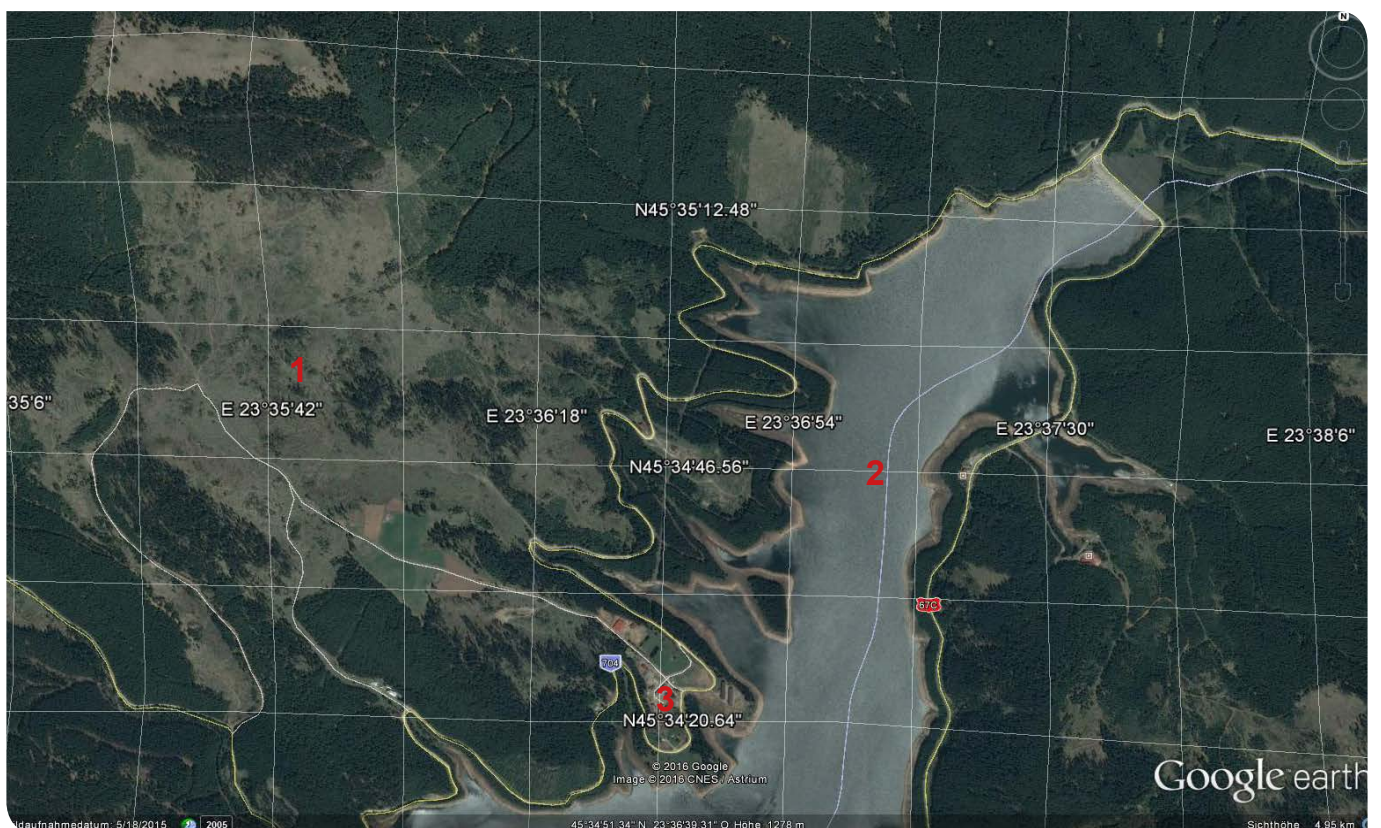 N
N45°35'12.48"
1
35'6"
E 23°35'42"
E 23°36'18"
E 23°36'54"
E 23°37'30"
E 23°38'6"
N45°34'46.56"
2
67C
704
3
N45°34'20.64"
© 2016 Google
Image © 2016 CNES / Astrium
Google earth
ldaufnahmedatum: 5/18/2015 2005 45°34'51.34" N 23°36'39.31" O Höhe 1278 m Sichthöhe 4.95 km